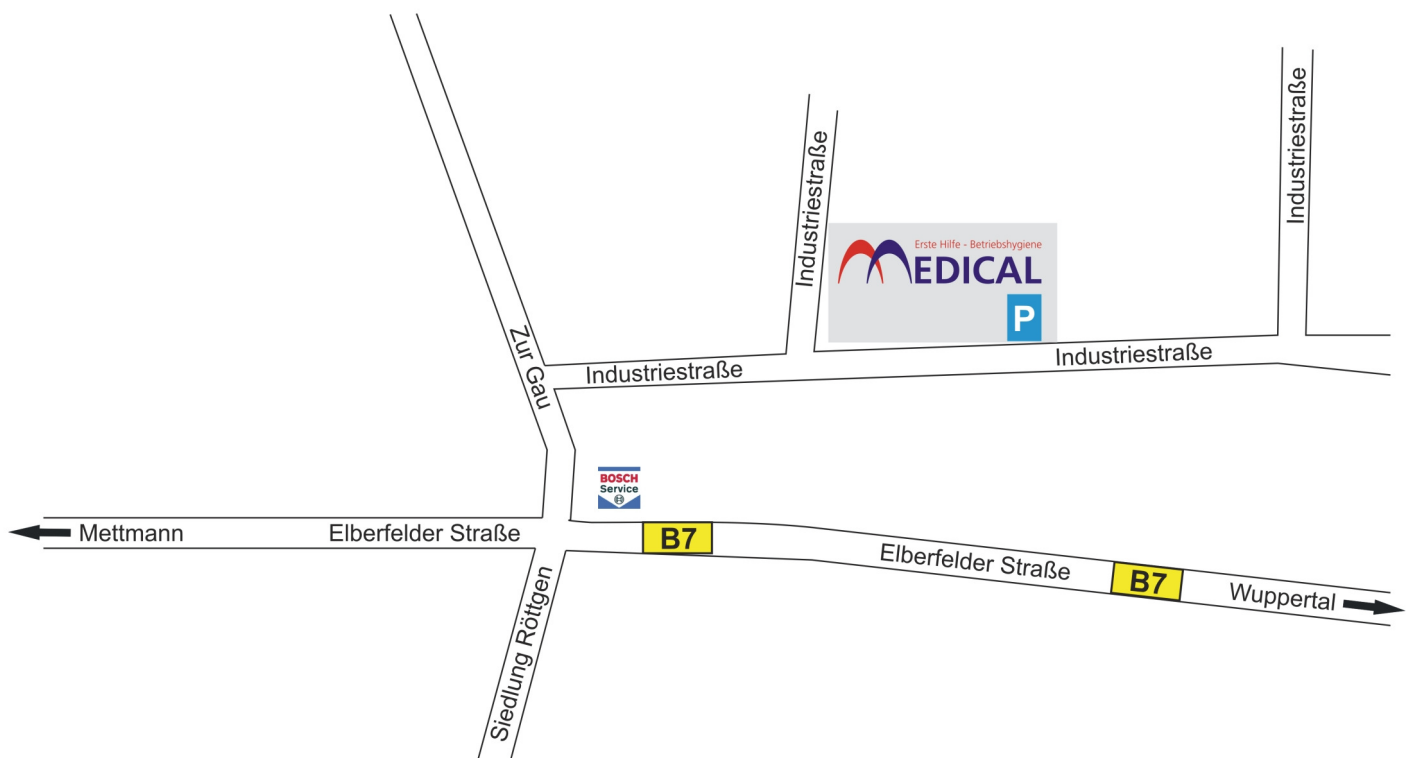 Industriestraße
Industriestraße
Erste Hilfe - Betriebshygiene
MEDICAL
P
Zur Gau
Industriestraße
Industriestraße
BOSCH
Service
Mettmann
Elberfelder Straße
B7
Elberfelder Straße
B7
Wuppertal
Siedlung Röttgen